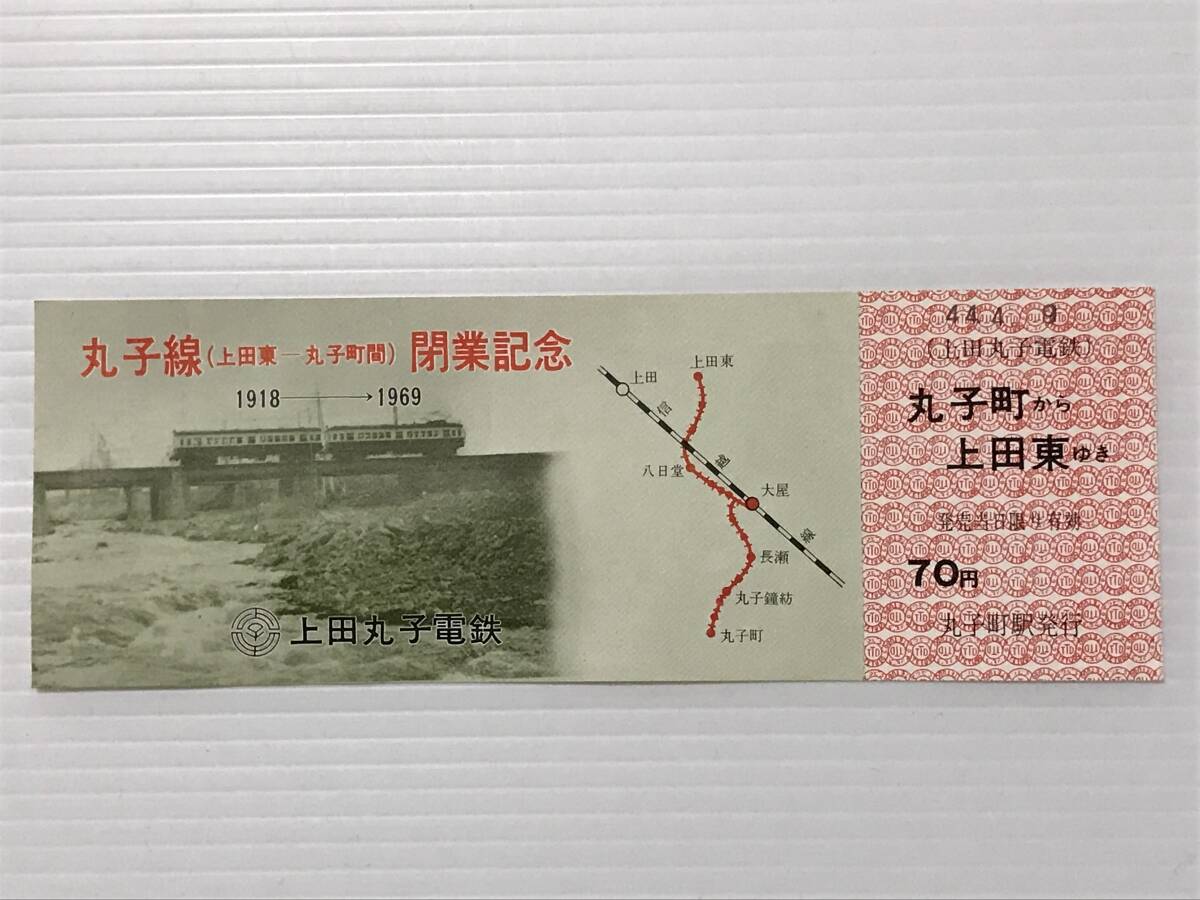 丸子線(上田東—丸子町間)閉業記念
1918→1969
上田丸子電鉄
上田東
上田
信越線
八日堂
大屋
長瀬
丸子鐘紡
丸子町
44.4.9
(上田丸子電鉄)
丸子町から
上田東ゆき
発売当日限り有効
70円
丸子町駅発行